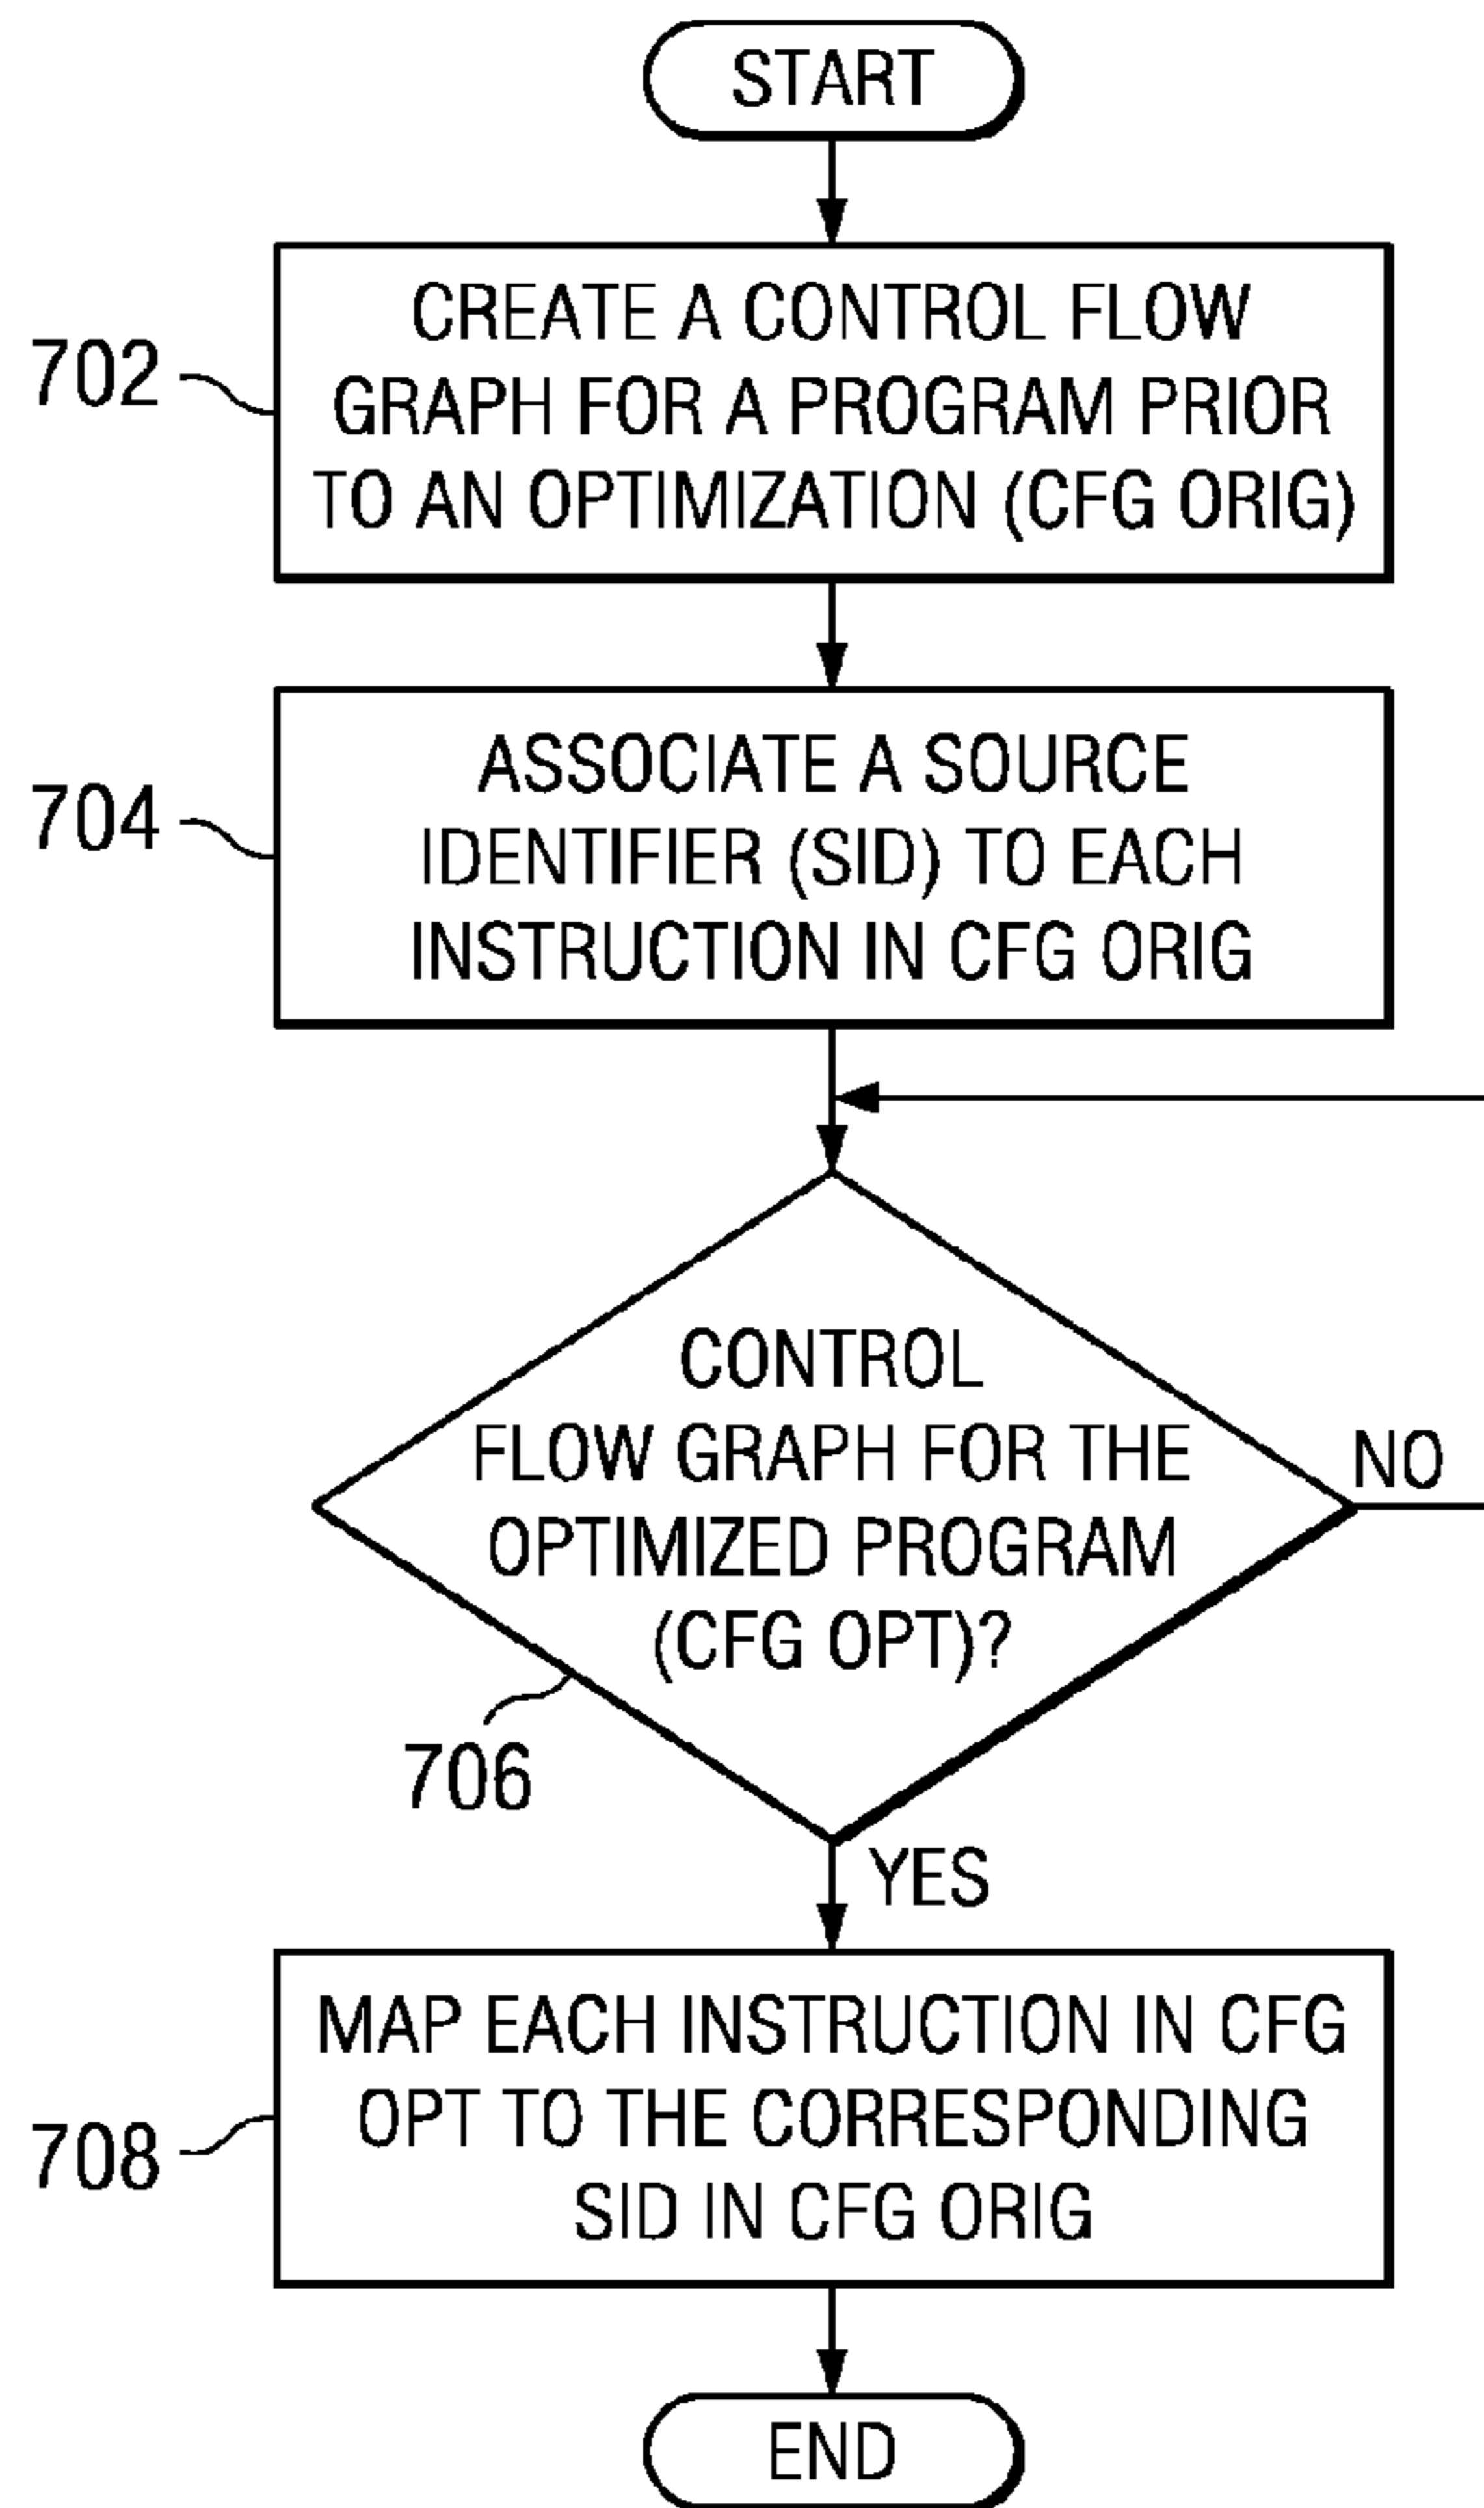 START
702
CREATE A CONTROL FLOW
GRAPH FOR A PROGRAM PRIOR
TO AN OPTIMIZATION (CFG ORIG)
704
ASSOCIATE A SOURCE
IDENTIFIER (SID) TO EACH
INSTRUCTION IN CFG ORIG
CONTROL
FLOW GRAPH FOR THE
OPTIMIZED PROGRAM
(CFG OPT)?
NO
706
YES
708
MAP EACH INSTRUCTION IN CFG
OPT TO THE CORRESPONDING
SID IN CFG ORIG
END